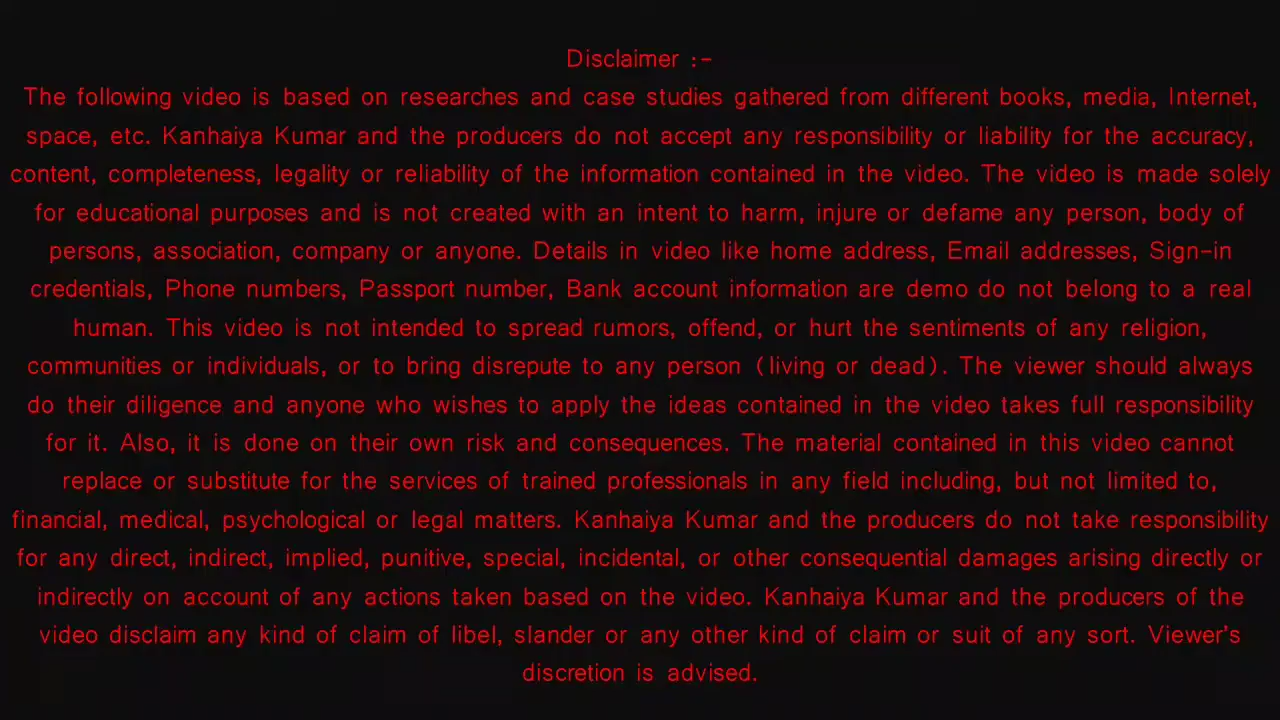 Disclaimer :-
The following video is based on researches and case studies gathered from different books, media, Internet,
space, etc. Kanhaiya Kumar and the producers do not accept any responsibility or liability for the accuracy,
content, completeness, legality or reliability of the information contained in the video. The video is made solely
for educational purposes and is not created with an intent to harm, injure or defame any person, body of
persons, association, company or anyone. Details in video like home address, Email addresses, Sign-in
credentials, Phone numbers, Passport number, Bank account information are demo do not belong to a real
human. This video is not intended to spread rumors, offend, or hurt the sentiments of any religion,
communities or individuals, or to bring disrepute to any person (living or dead). The viewer should always
do their diligence and anyone who wishes to apply the ideas contained in the video takes full responsibility
for it. Also, it is done on their own risk and consequences. The material contained in this video cannot
replace or substitute for the services of trained professionals in any field including, but not limited to,
financial, medical, psychological or legal matters. Kanhaiya Kumar and the producers do not take responsibility
for any direct, indirect, implied, punitive, special, incidental, or other consequential damages arising directly or
indirectly on account of any actions taken based on the video. Kanhaiya Kumar and the producers of the
video disclaim any kind of claim of libel, slander or any other kind of claim or suit of any sort. Viewer's
discretion is advised.